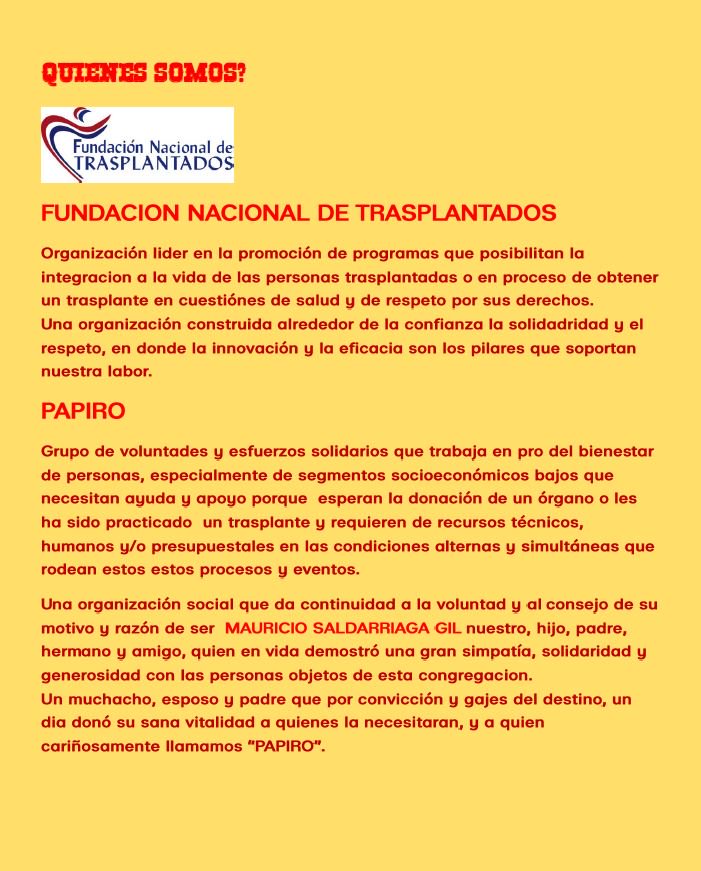 QUIENES SOMOS?
Fundación Nacional de
TRASPLANTADOS
FUNDACION NACIONAL DE TRASPLANTADOS
Organización lider en la promoción de programas que posibilitan la
integracion a la vida de las personas trasplantadas o en proceso de obtener
un trasplante en cuestiónes de salud y de respeto por sus derechos.
Una organización construida alrededor de la confianza la solidadridad y el
respeto, en donde la innovación y la eficacia son los pilares que soportan
nuestra labor.
PAPIRO
Grupo de voluntades y esfuerzos solidarios que trabaja en pro del bienestar
de personas, especialmente de segmentos socioeconómicos bajos que
necesitan ayuda y apoyo porque  esperan la donación de un órgano o les
ha sido practicado  un trasplante y requieren de recursos técnicos,
humanos y/o presupuestales en las condiciones alternas y simultáneas que
rodean estos estos procesos y eventos.
Una organización social que da continuidad a la voluntad y al consejo de su
motivo y razón de ser  MAURICIO SALDARRIAGA GIL nuestro, hijo, padre,
hermano y amigo, quien en vida demostró una gran simpatía, solidaridad y
generosidad con las personas objetos de esta congregacion.
Un muchacho, esposo y padre que por convicción y gajes del destino, un
dia donó su sana vitalidad a quienes la necesitaran, y a quien
cariñosamente llamamos “PAPIRO”.